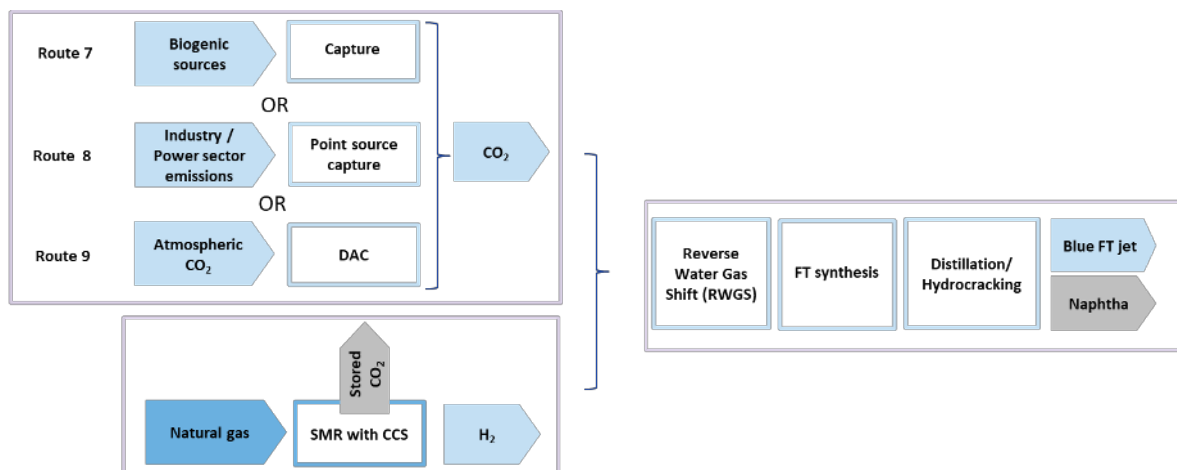 Route 7
Biogenic
sources
Capture
OR
Route 8
Industry /
Power sector
emissions
Point source
capture
CO₂
OR
Route 9
Atmospheric
CO₂
DAC
Stored
CO₂
Natural gas
SMR with CCS
H₂
Reverse
Water Gas
Shift (RWGS)
FT synthesis
Distillation/
Hydrocracking
Blue FT jet
Naphtha